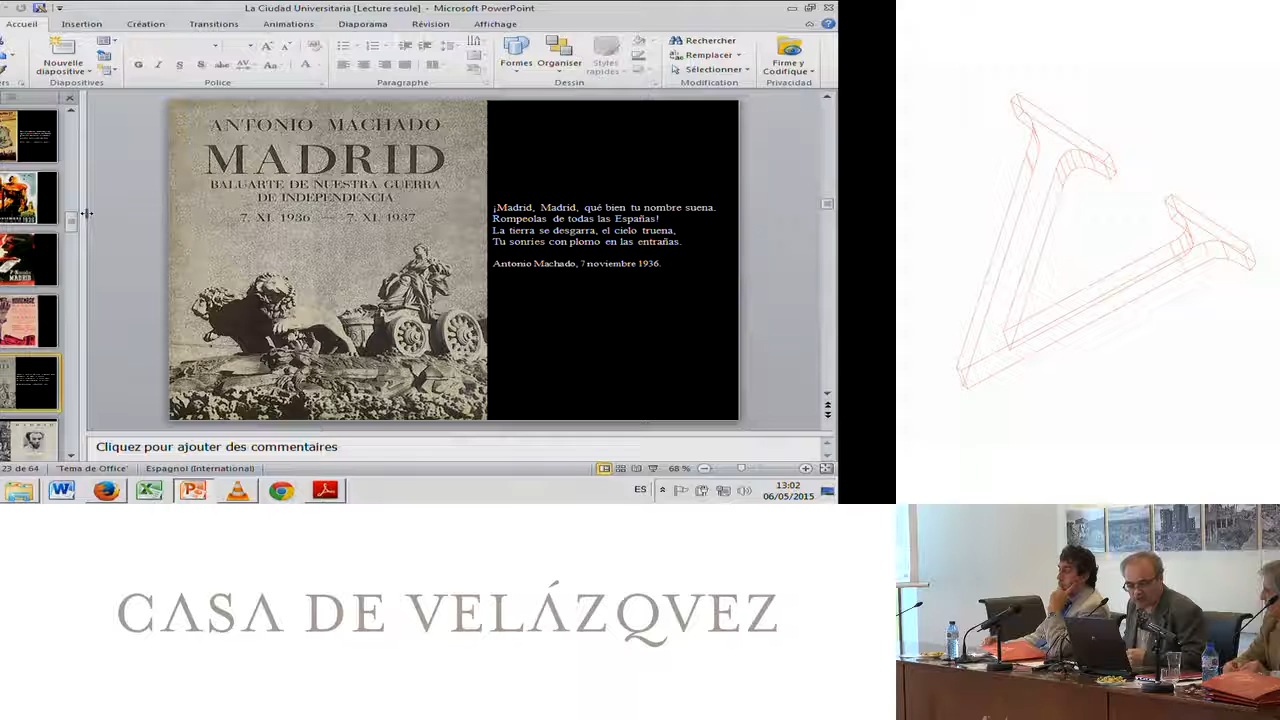 La Ciudad Universitaria [Lecture seule] - Microsoft PowerPoint
Accueil Insertion Création Transitions Animations Diaporama Révision Affichage
Nouvelle
diapositive
G I S S abe AV Aa A
Formes Organiser Styles
rapides
Rechercher
Remplacer
Sélectionner
Firme y
Codifique
Diapositives Police Paragraphe Dessin Modification Privacidad
ANTONIO MACHADO
MADRID
BALUARTE DE NUESTRA GUERRA
DE INDEPENDENCIA
7. XI. 1936 7. XI. 1937
¡Madrid, Madrid, qué bien tu nombre suena.
Rompeolas de todas las Españas!
La tierra se desgarra, el cielo truena,
Tu sonries con plomo en las entrañas.
Antonio Machado, 7 noviembre 1936.
Cliquez pour ajouter des commentaires
23 de 64 "Tema de Office" Espagnol (International) 68 %
ES 13:02
06/05/2015
CASA DE VELÁZQVEZ